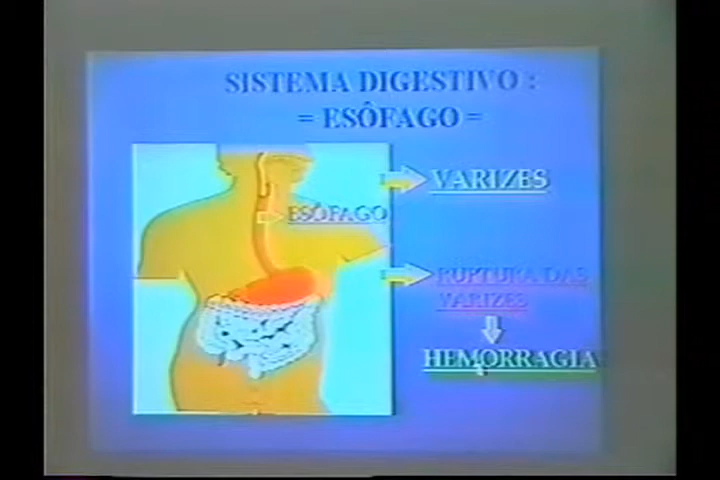 SISTEMA DIGESTIVO :
= ESÔFAGO =
VARIZES
ESÔFAGO
RUPTURA DAS
VARIZES
HEMORRAGIA